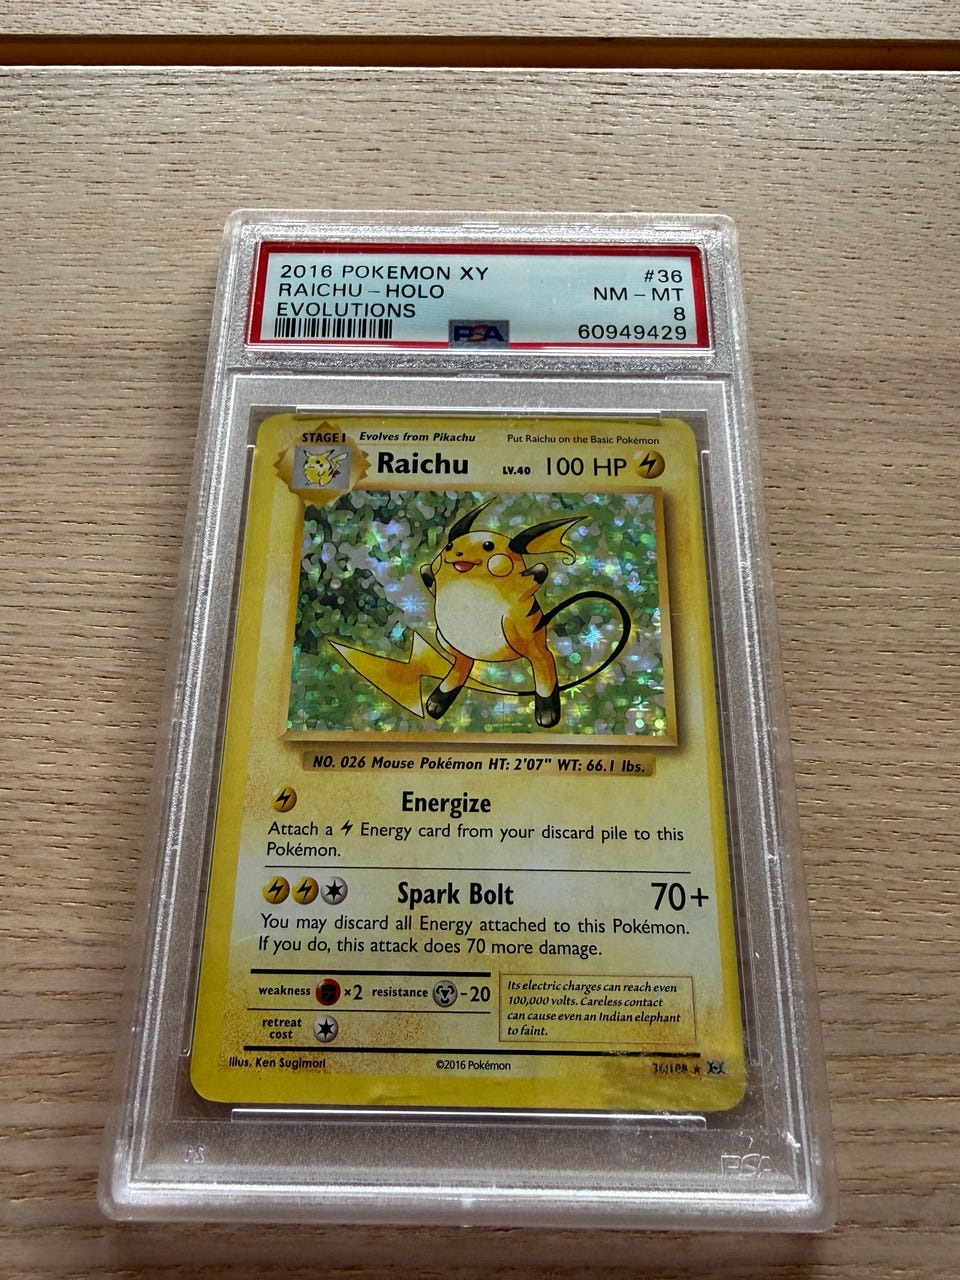 2016 POKEMON XY #36
RAICHU - HOLO NM - MT
EVOLUTIONS 8
PSA 60949429
STAGE 1 Evolves from Pikachu Put Raichu on the Basic Pokémon
Raichu LV.40 100 HP
NO. 026 Mouse Pokémon HT: 2'07" WT: 66.1 lbs.
Energize
Attach a Energy card from your discard pile to this
Pokémon.
Spark Bolt 70+
You may discard all Energy attached to this Pokémon.
If you do, this attack does 70 more damage.
weakness ×2 resistance -20
retreat
cost
Its electric charges can reach even
100,000 volts. Careless contact
can cause even an Indian elephant
to faint.
Illus. Ken Sugimori ©2016 Pokémon
PSA